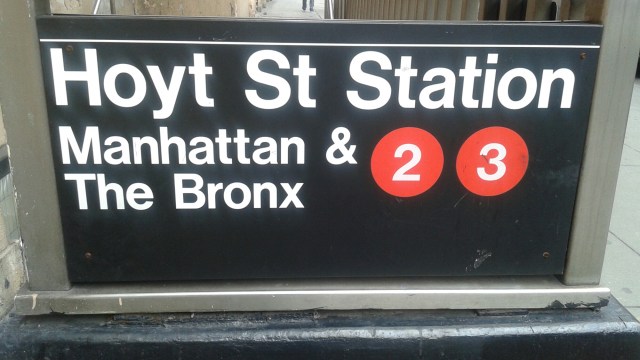 Hoyt St Station
Manhattan & 2 3
The Bronx